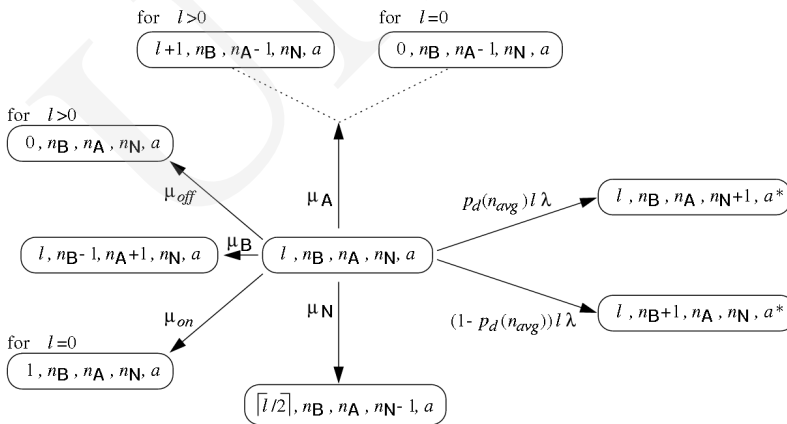 for l>0
for l=0
l+1, nB, nA−1, nN, a
0, nB, nA−1, nN, a
for l>0
0, nB, nA, nN, a
μoff
μA
pd(navg) l λ
l, nB, nA, nN+1, a*
l, nB−1, nA+1, nN, a
μB
l, nB, nA, nN, a
μon
μN
(1- pd(navg)) l λ
l, nB+1, nA, nN, a*
for l=0
1, nB, nA, nN, a
⌈l/2⌉, nB, nA, nN−1, a